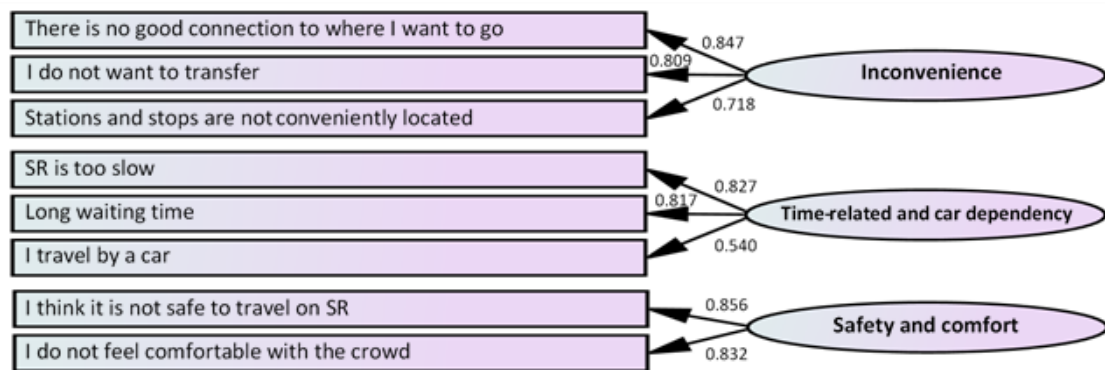 There is no good connection to where I want to go
0.847
I do not want to transfer
0.809
Inconvenience
Stations and stops are not conveniently located
0.718
SR is too slow
0.827
Long waiting time
0.817
Time-related and car dependency
I travel by a car
0.540
I think it is not safe to travel on SR
0.856
Safety and comfort
I do not feel comfortable with the crowd
0.832